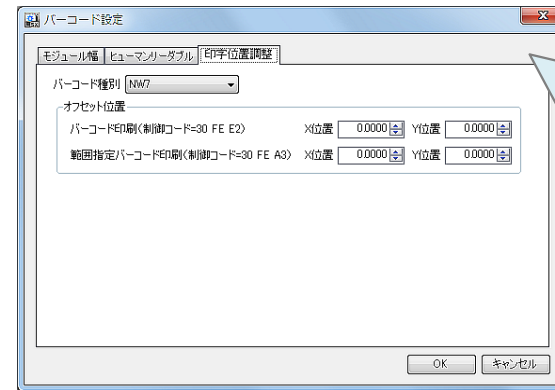 バーコード設定
モジュール幅 ヒューマンリーダブル 印字位置調整
バーコード種別 NW7
オフセット位置
バーコード印刷(制御コード=30 FE E2) X位置 0.0000 Y位置 0.0000
範囲指定バーコード印刷(制御コード=30 FE A3) X位置 0.0000 Y位置 0.0000
OK キャンセル